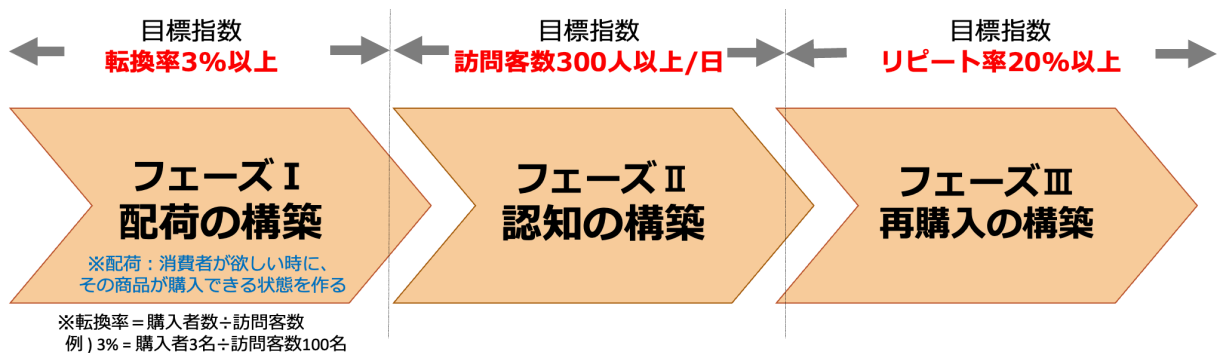 目標指数
転換率3%以上
目標指数
訪問客数300人以上/日
目標指数
リピート率20%以上
フェーズⅠ
配荷の構築
※配荷：消費者が欲しい時に、
その商品が購入できる状態を作る
フェーズⅡ
認知の構築
フェーズⅢ
再購入の構築
※転換率＝購入者数÷訪問客数
例 ) 3% = 購入者3名÷訪問客数100名